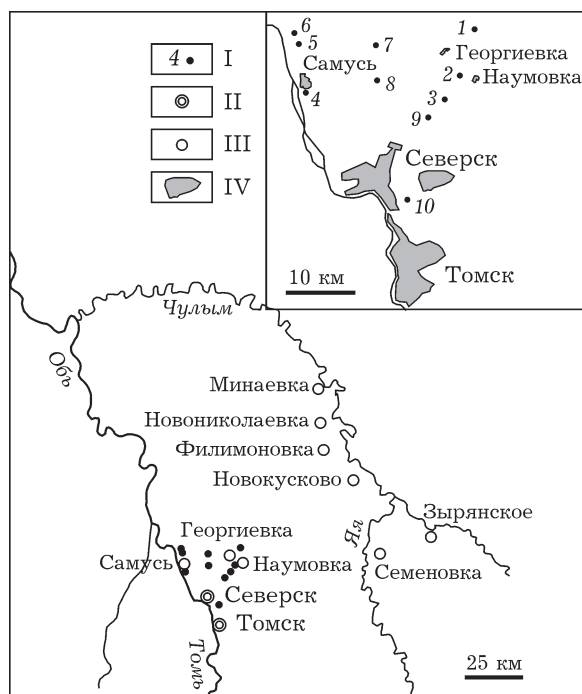 4 I
II
III
IV
6
5
7
1
Георгиевка
Самусь
2 Наумовка
4
8
3
9
Северск
10
Томск
10 км
Чулым
Обь
Минаевка
Новониколаевка
Филимоновка
Новокусково
Зырянское
Яя
Семеновка
Георгиевка
Самусь
Наумовка
Северск
Томск
Томь
25 км